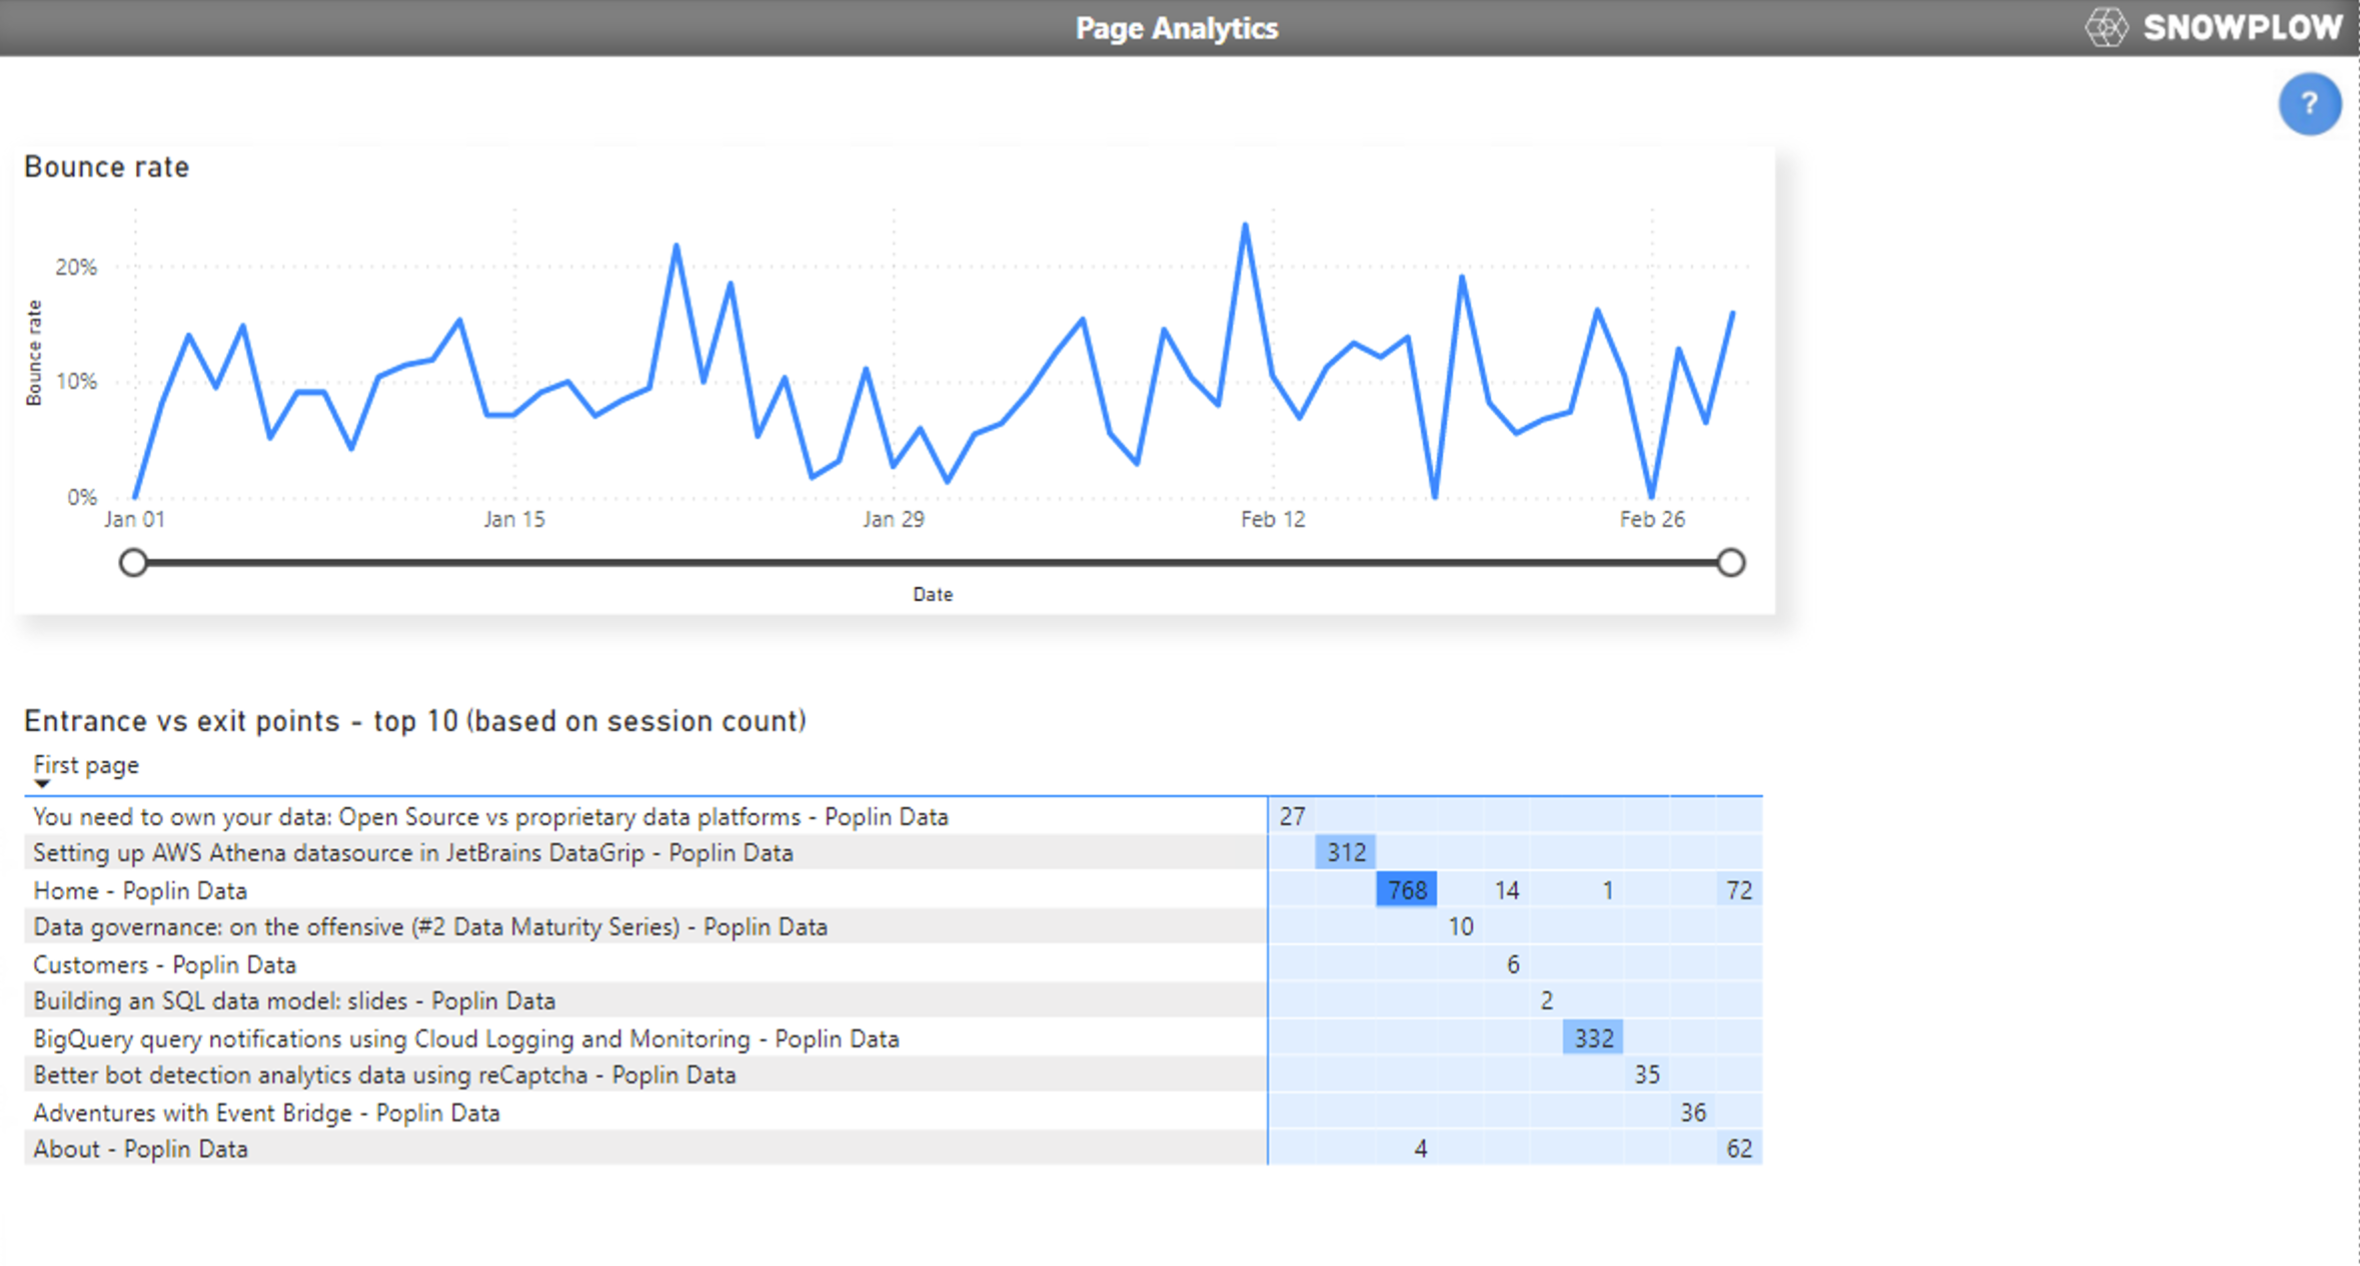 Page Analytics
SNOWPLOW
?
Bounce rate
Bounce rate
20%
10%
0%
Jan 01 Jan 15 Jan 29 Feb 12 Feb 26
Date
Entrance vs exit points - top 10 (based on session count)
First page
You need to own your data: Open Source vs proprietary data platforms - Poplin Data 27
Setting up AWS Athena datasource in JetBrains DataGrip - Poplin Data 312
Home - Poplin Data 768 14 1 72
Data governance: on the offensive (#2 Data Maturity Series) - Poplin Data 10
Customers - Poplin Data 6
Building an SQL data model: slides - Poplin Data 2
BigQuery query notifications using Cloud Logging and Monitoring - Poplin Data 332
Better bot detection analytics data using reCaptcha - Poplin Data 35
Adventures with Event Bridge - Poplin Data 36
About - Poplin Data 4 62